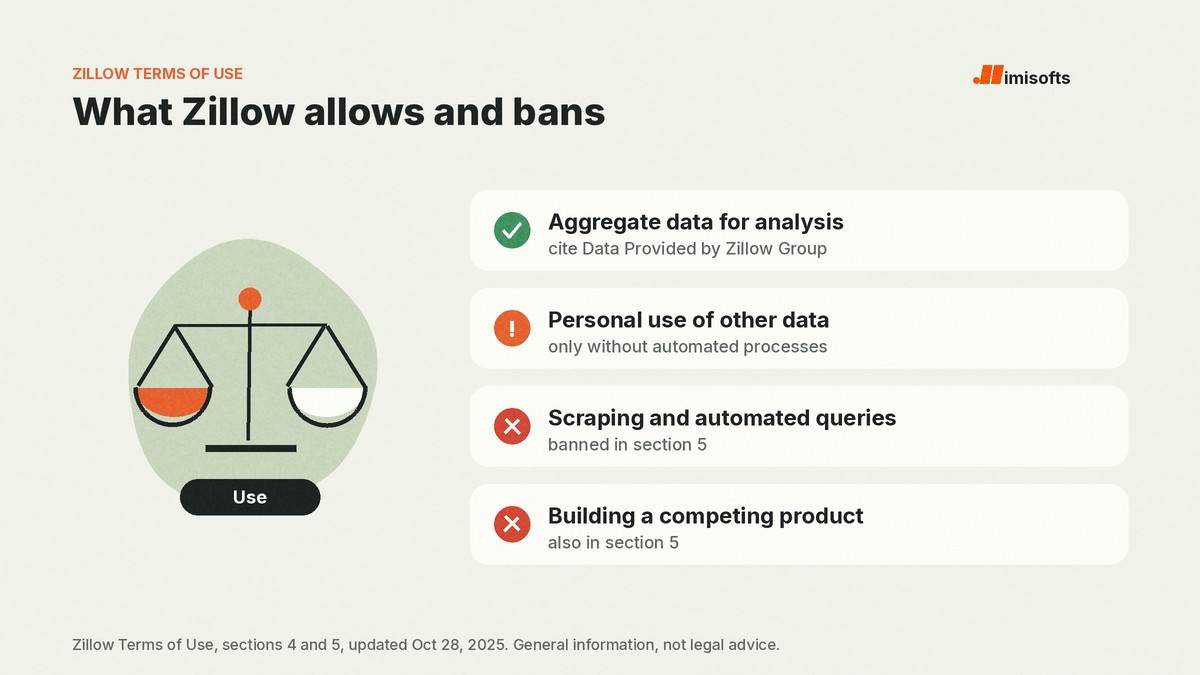 ZILLOW TERMS OF USE
What Zillow allows and bans
imisofts
Aggregate data for analysis
cite Data Provided by Zillow Group
Personal use of other data
only without automated processes
Scraping and automated queries
banned in section 5
Building a competing product
also in section 5
Use
Zillow Terms of Use, sections 4 and 5, updated Oct 28, 2025. General information, not legal advice.